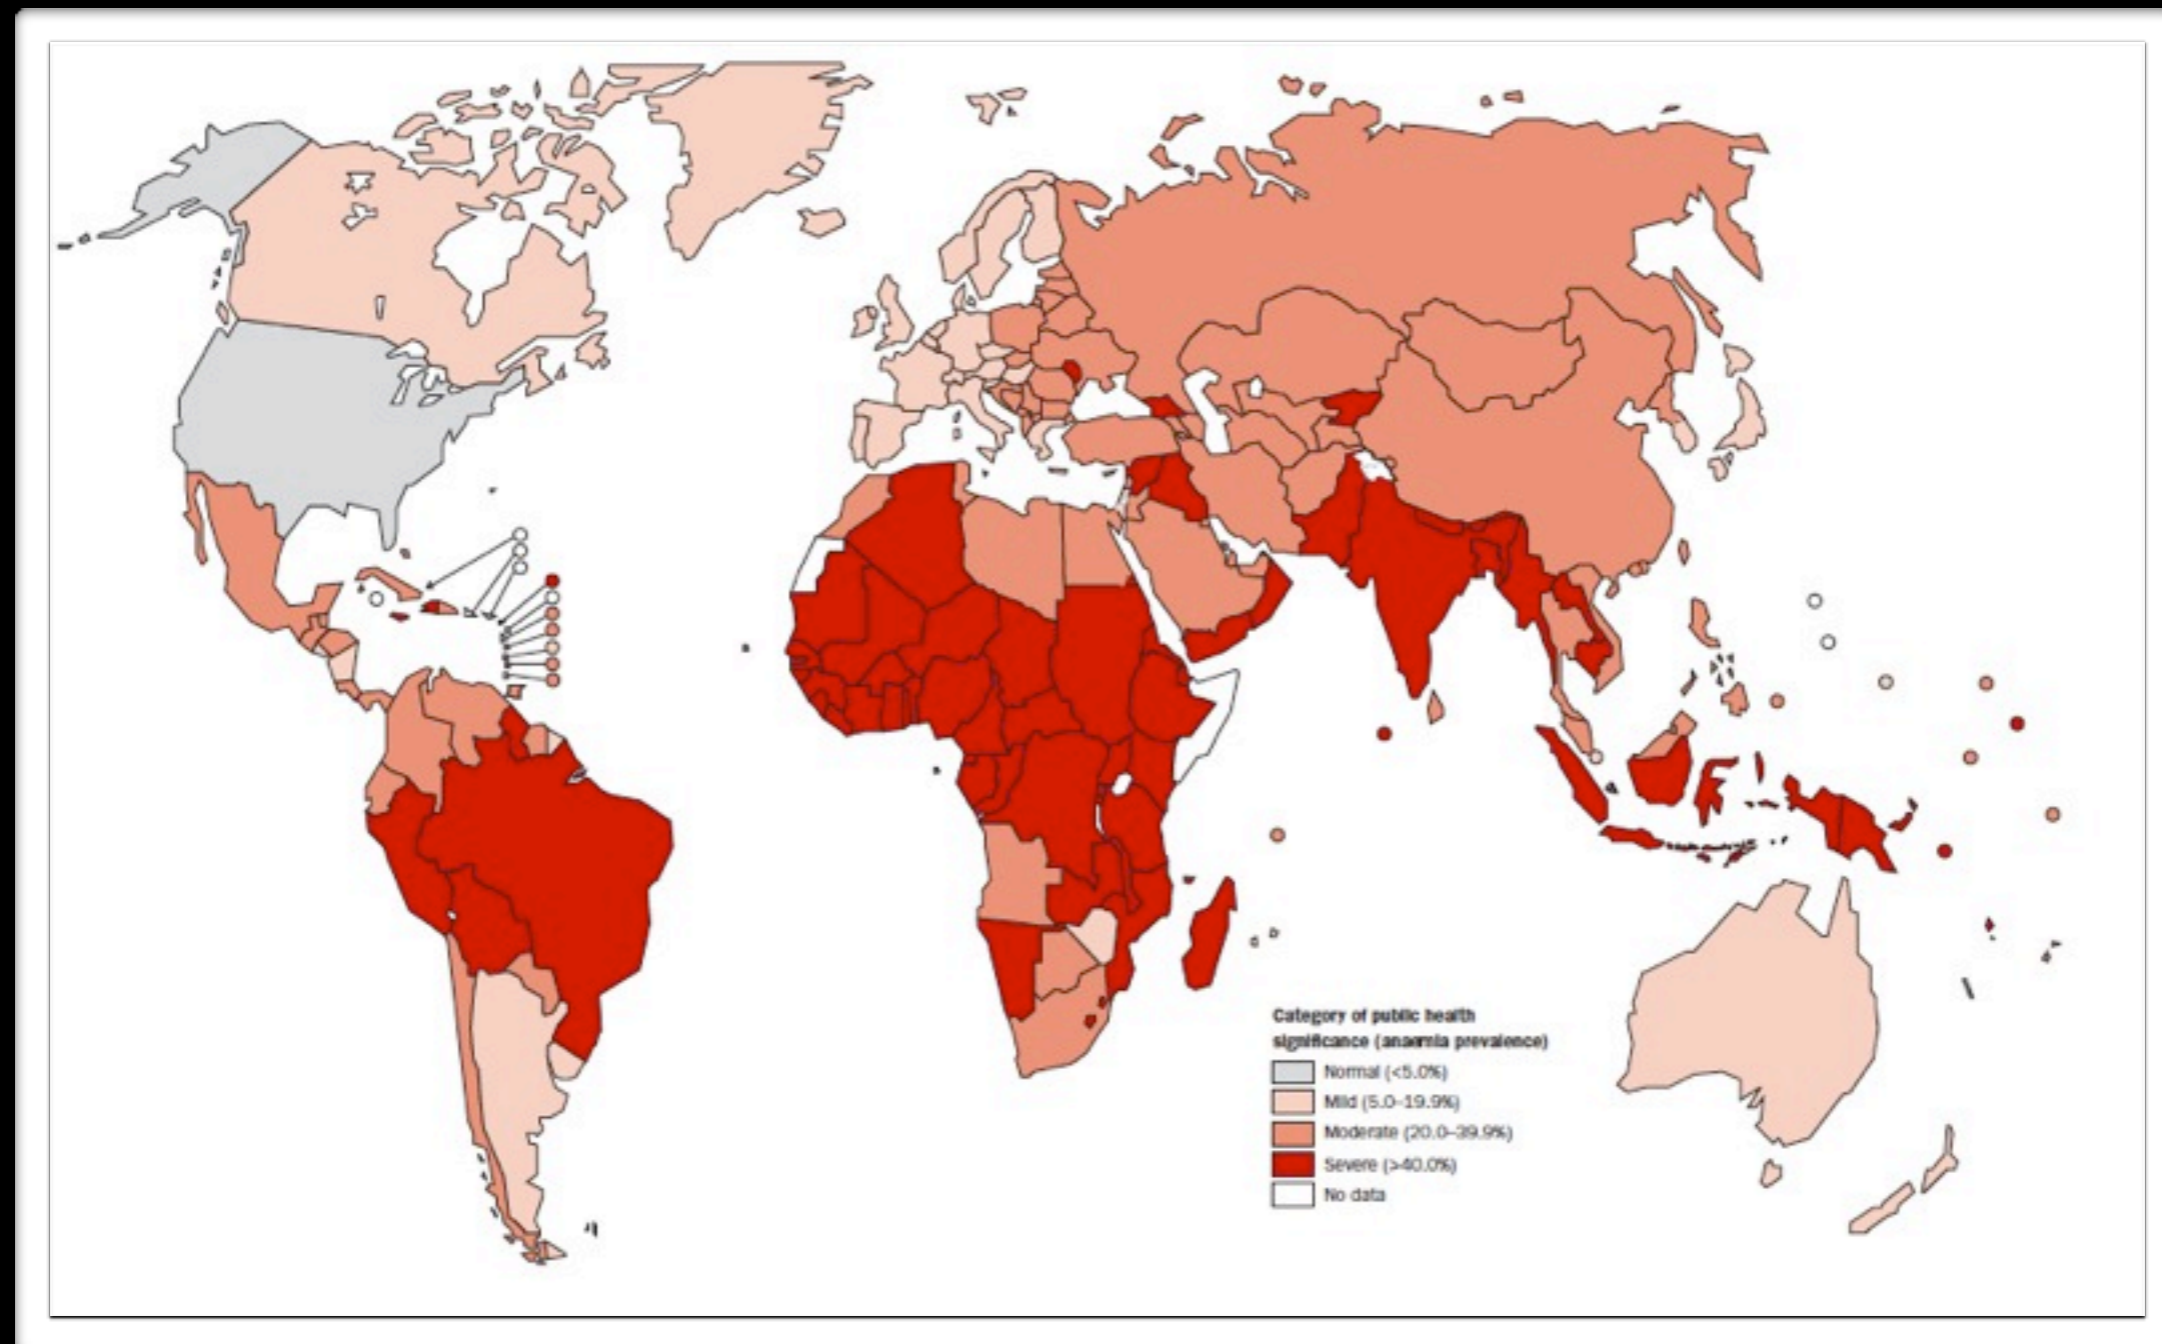 Category of public health
significance (anaemia prevalence)
Normal (<5.0%)
Mild (5.0–19.9%)
Moderate (20.0–39.9%)
Severe (>40.0%)
No data